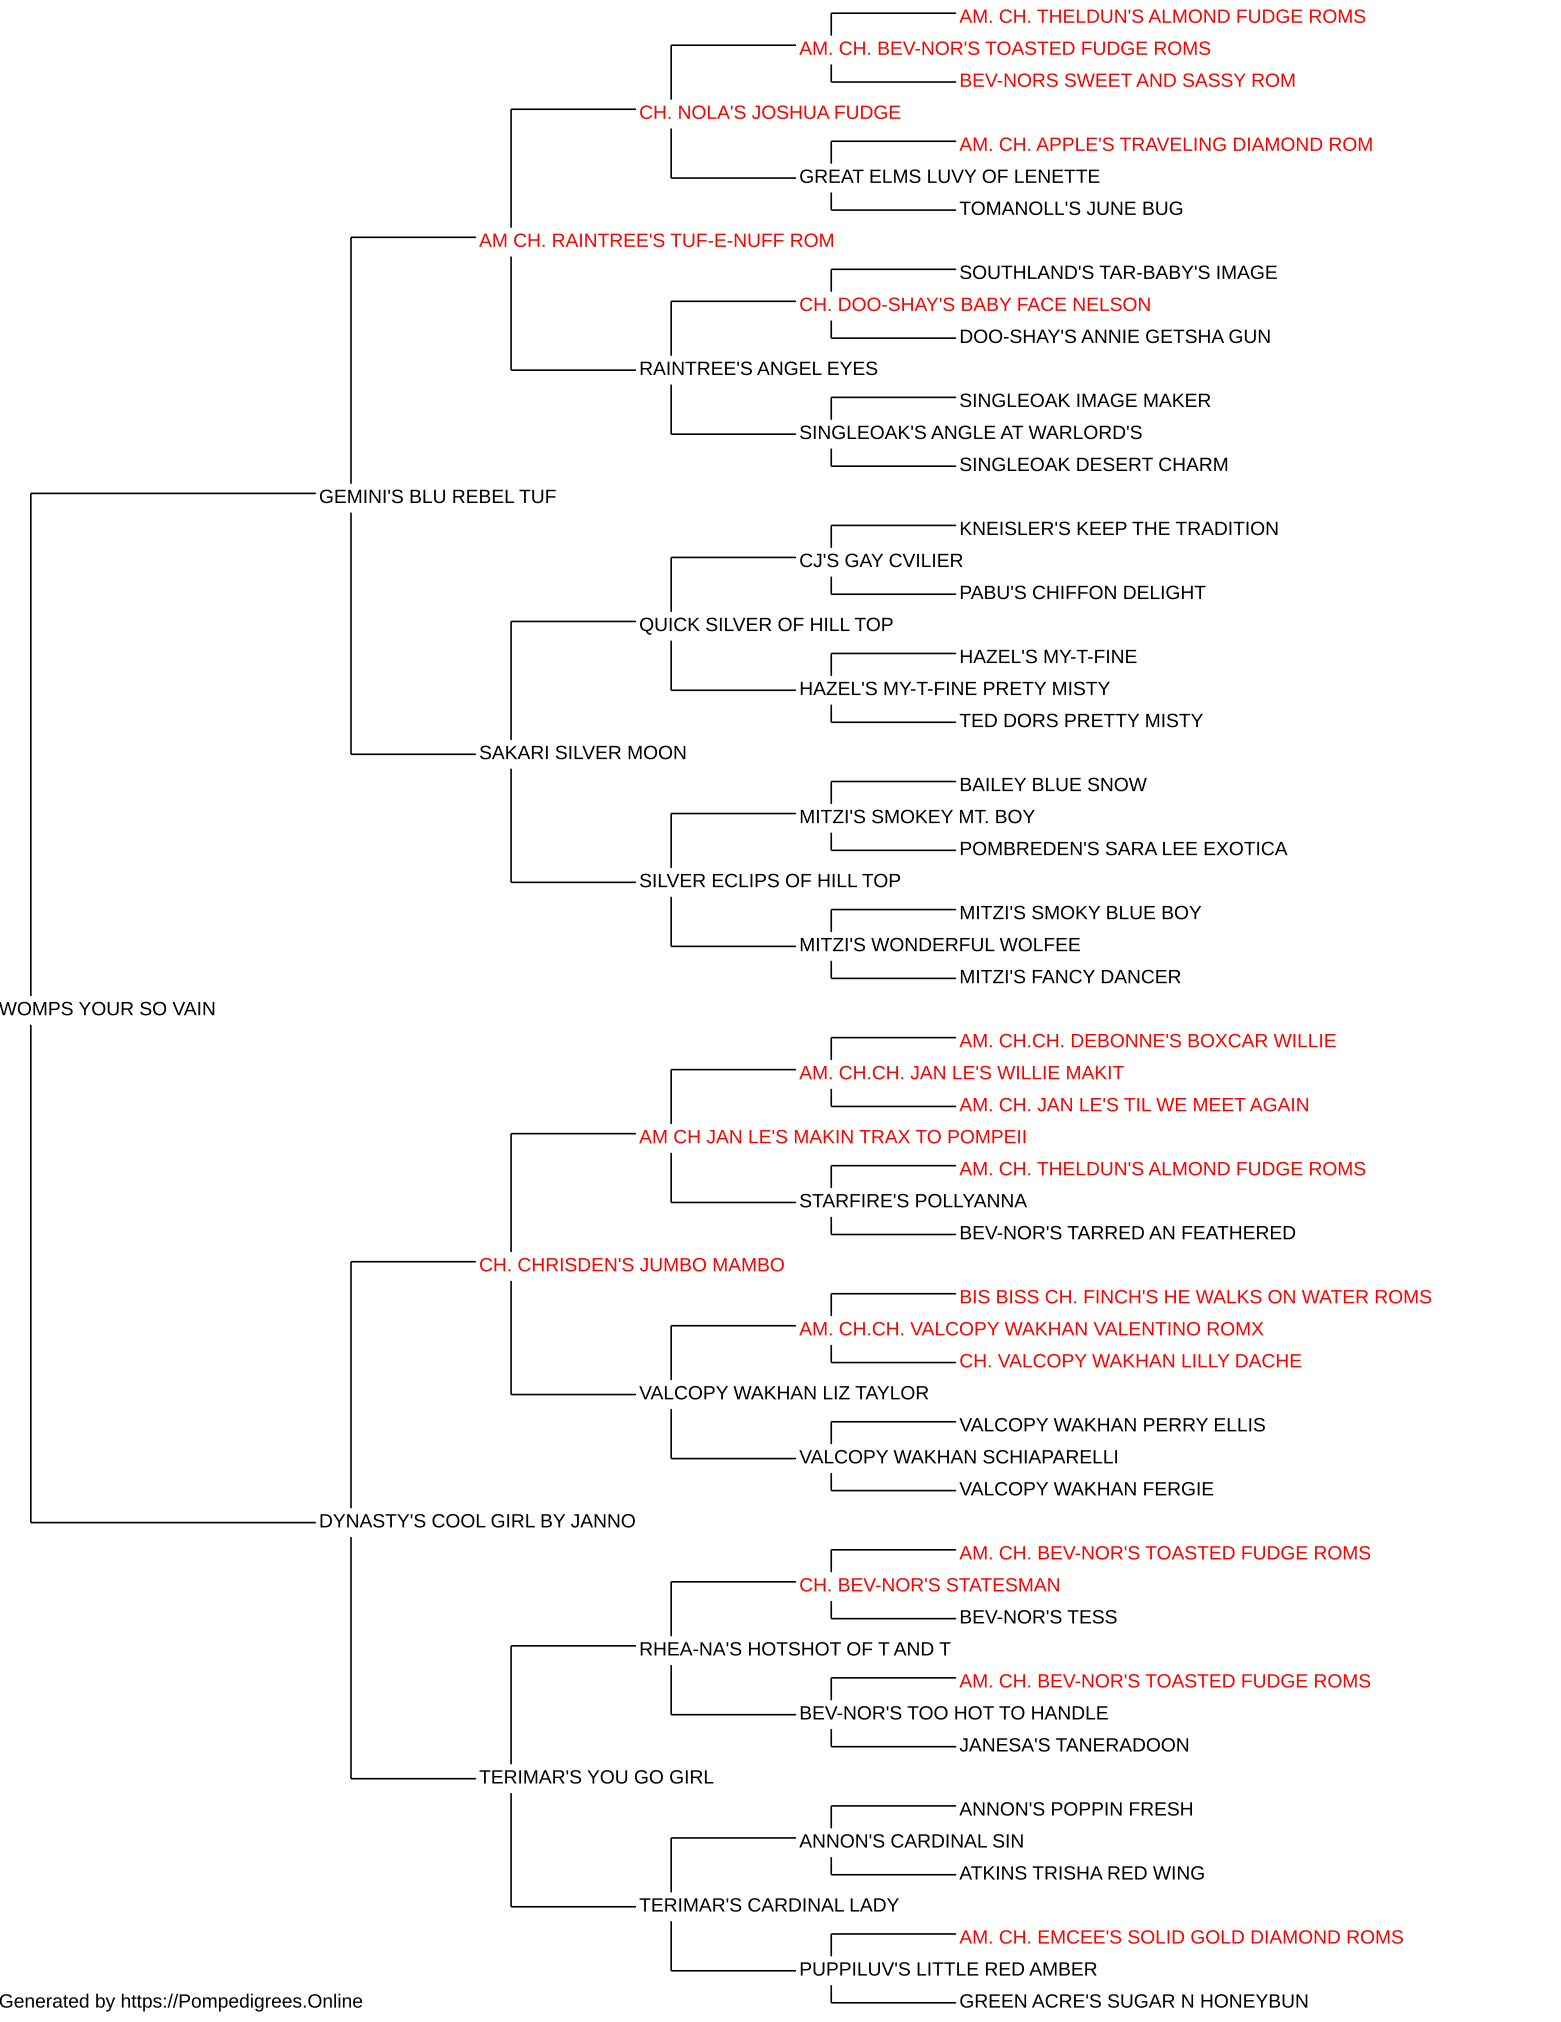 AM. CH. THELDUN'S ALMOND FUDGE ROMS
AM. CH. BEV-NOR'S TOASTED FUDGE ROMS
BEV-NORS SWEET AND SASSY ROM
CH. NOLA'S JOSHUA FUDGE
AM. CH. APPLE'S TRAVELING DIAMOND ROM
GREAT ELMS LUVY OF LENETTE
TOMANOLL'S JUNE BUG
AM CH. RAINTREE'S TUF-E-NUFF ROM
SOUTHLAND'S TAR-BABY'S IMAGE
CH. DOO-SHAY'S BABY FACE NELSON
DOO-SHAY'S ANNIE GETSHA GUN
RAINTREE'S ANGEL EYES
SINGLEOAK IMAGE MAKER
SINGLEOAK'S ANGLE AT WARLORD'S
SINGLEOAK DESERT CHARM
GEMINI'S BLU REBEL TUF
KNEISLER'S KEEP THE TRADITION
CJ'S GAY CVILIER
PABU'S CHIFFON DELIGHT
QUICK SILVER OF HILL TOP
HAZEL'S MY-T-FINE
HAZEL'S MY-T-FINE PRETY MISTY
TED DORS PRETTY MISTY
SAKARI SILVER MOON
BAILEY BLUE SNOW
MITZI'S SMOKEY MT. BOY
POMBREDEN'S SARA LEE EXOTICA
SILVER ECLIPS OF HILL TOP
MITZI'S SMOKY BLUE BOY
MITZI'S WONDERFUL WOLFEE
MITZI'S FANCY DANCER
WOMPS YOUR SO VAIN
AM. CH.CH. DEBONNE'S BOXCAR WILLIE
AM. CH.CH. JAN LE'S WILLIE MAKIT
AM. CH. JAN LE'S TIL WE MEET AGAIN
AM CH JAN LE'S MAKIN TRAX TO POMPEII
AM. CH. THELDUN'S ALMOND FUDGE ROMS
STARFIRE'S POLLYANNA
BEV-NOR'S TARRED AN FEATHERED
CH. CHRISDEN'S JUMBO MAMBO
BIS BISS CH. FINCH'S HE WALKS ON WATER ROMS
AM. CH.CH. VALCOPY WAKHAN VALENTINO ROMX
CH. VALCOPY WAKHAN LILLY DACHE
VALCOPY WAKHAN LIZ TAYLOR
VALCOPY WAKHAN PERRY ELLIS
VALCOPY WAKHAN SCHIAPARELLI
VALCOPY WAKHAN FERGIE
DYNASTY'S COOL GIRL BY JANNO
AM. CH. BEV-NOR'S TOASTED FUDGE ROMS
CH. BEV-NOR'S STATESMAN
BEV-NOR'S TESS
RHEA-NA'S HOTSHOT OF T AND T
AM. CH. BEV-NOR'S TOASTED FUDGE ROMS
BEV-NOR'S TOO HOT TO HANDLE
JANESA'S TANERADOON
TERIMAR'S YOU GO GIRL
ANNON'S POPPIN FRESH
ANNON'S CARDINAL SIN
ATKINS TRISHA RED WING
TERIMAR'S CARDINAL LADY
AM. CH. EMCEE'S SOLID GOLD DIAMOND ROMS
PUPPILUV'S LITTLE RED AMBER
GREEN ACRE'S SUGAR N HONEYBUN
Generated by https://Pompedigrees.Online